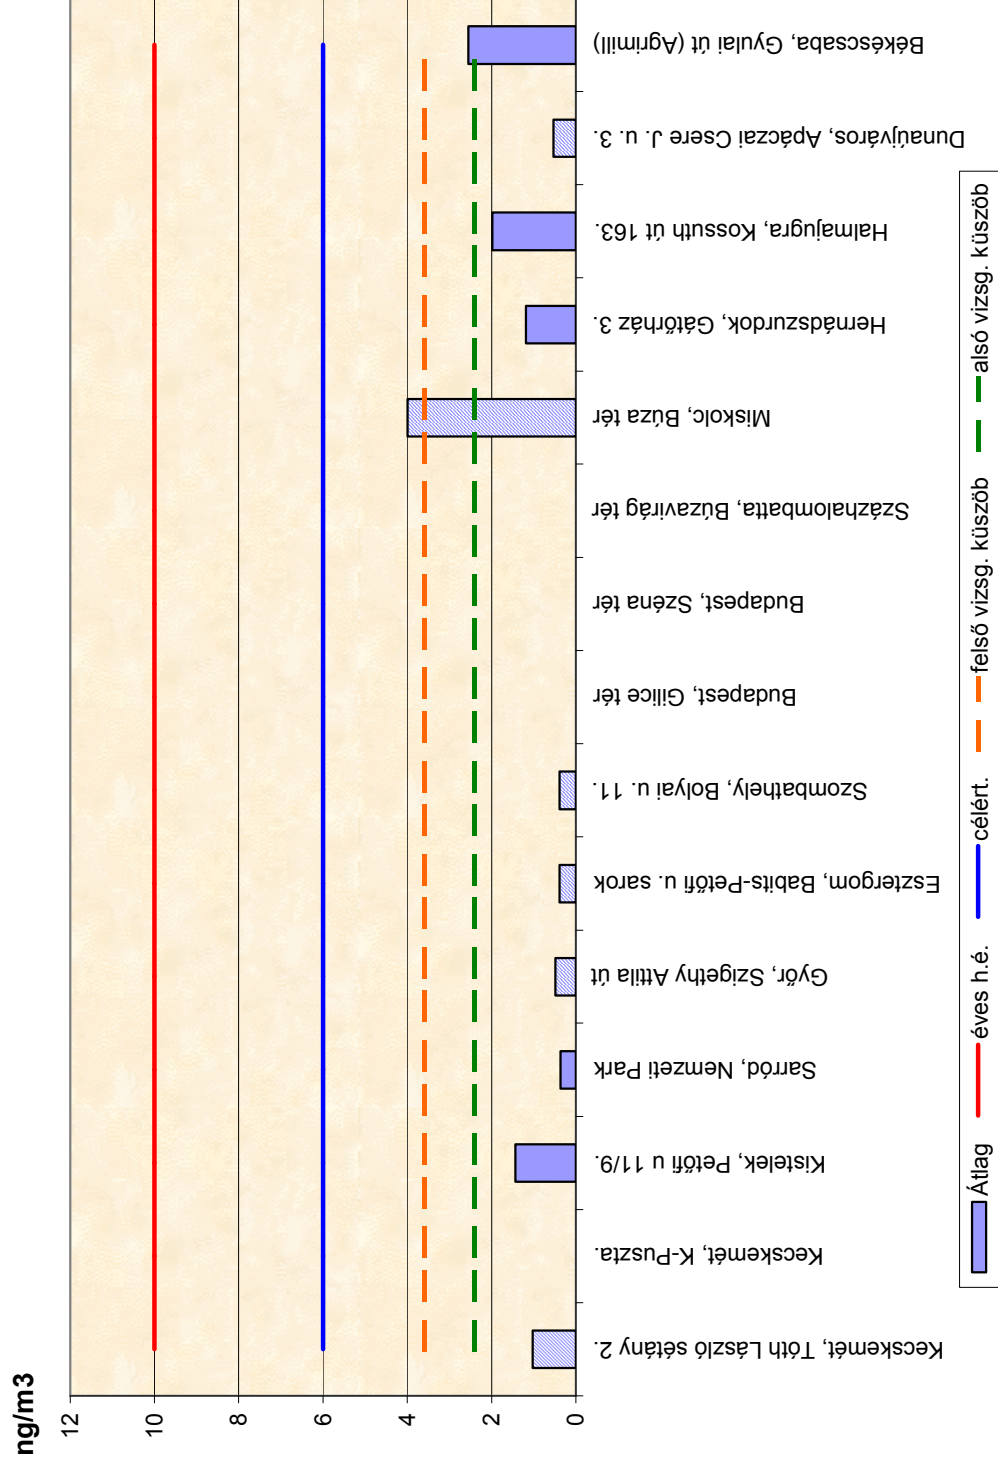 ng/m3
12
10
8
6
4
2
0
Kecskemét, Tóth László sétány 2.
Kecskemét, K-Puszta.
Kistelek, Petőfi u 11/9.
Sarród, Nemzeti Park
Győr, Szigethy Attila út
Esztergom, Babits-Petőfi u. sarok
Szombathely, Bolyai u. 11.
Budapest, Gilice tér
Budapest, Széna tér
Százhalombatta, Búzavirág tér
Miskolc, Búza tér
Hernádszurdok, Gátőrház 3.
Halmajugra, Kossuth út 163.
Dunaújváros, Apáczai Csere J. u. 3.
Békéscsaba, Gyulai út (Agrimill)
Átlag
éves h.é.
célért.
felső vizsg. küszöb
alsó vizsg. küszöb